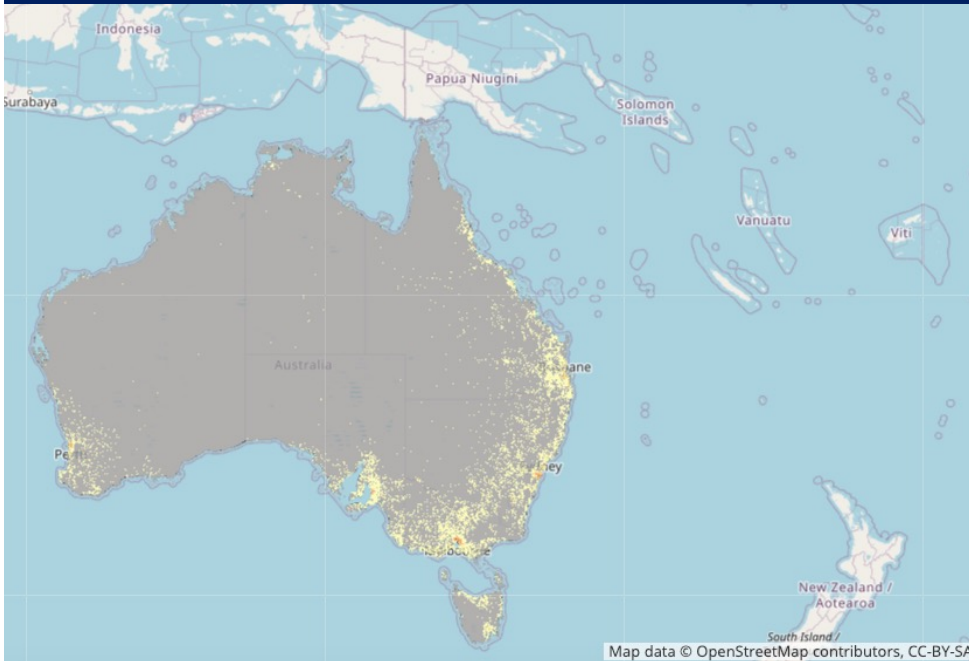 Indonesia
Papua Niugini
Surabaya
Solomon
Islands
Vanuatu
Viti
Australia
New Zealand /
Aotearoa
South Island /
Map data © OpenStreetMap contributors, CC-BY-SA